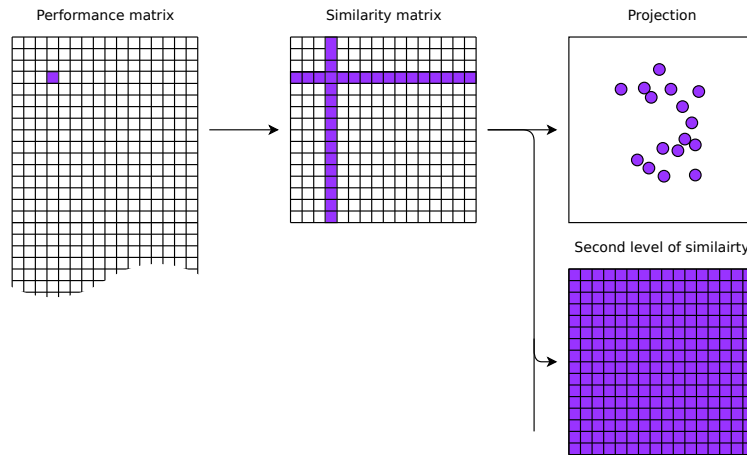 Performance matrix
Similarity matrix
Projection
Second level of similairty